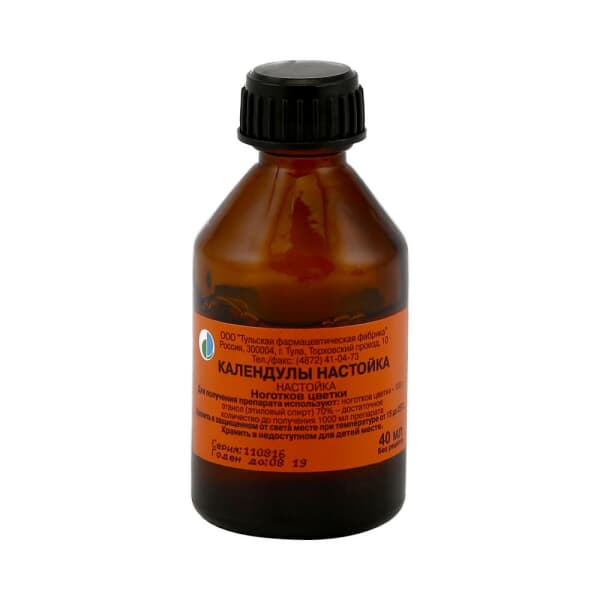 ООО "Тульская фармацевтическая фабрика"
Россия, 300004, г. Тула, Торховский проезд, 10
Тел./факс: (4872) 41-04-73
КАЛЕНДУЛЫ НАСТОЙКА
НАСТОЙКА
Ноготков цветки
Для получения препарата используют: ноготков цветки –
этанол (этиловый спирт) 70% – достаточное
количество до получения 1000 мл препарата
Хранить в защищенном от света месте при температуре от 15 до
Хранить в недоступном для детей месте.
40 мл
Без
Серия: 110816
Годен до: 08 19